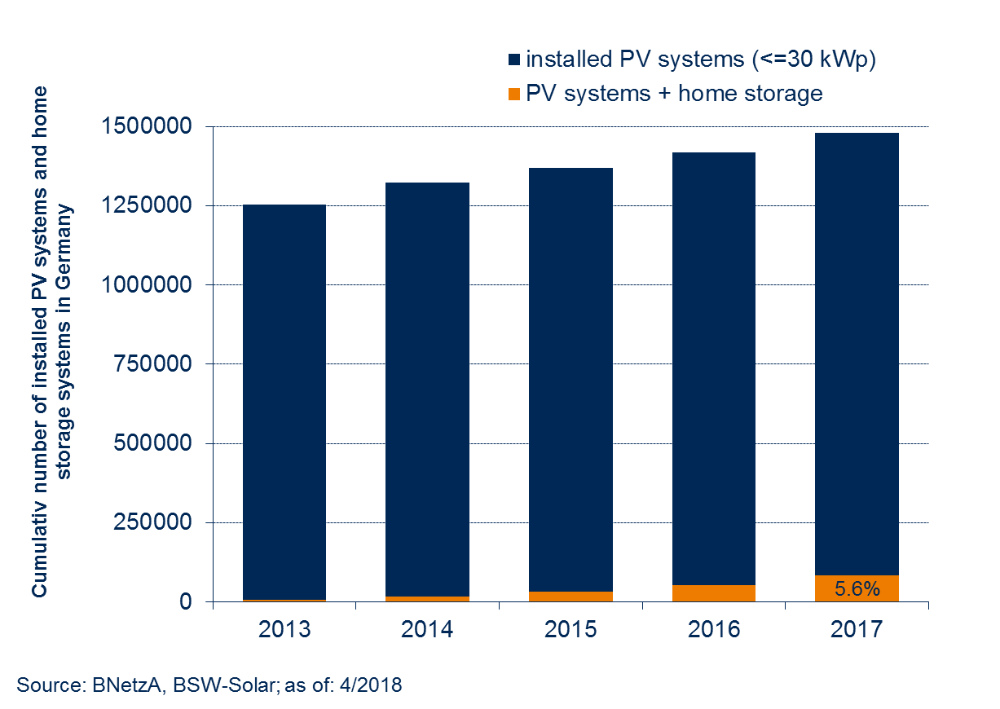 installed PV systems (<=30 kWp)
PV systems + home storage
Cumulativ number of installed PV systems and home
storage systems in Germany
1500000
1250000
1000000
750000
500000
250000
0
5.6%
2013 2014 2015 2016 2017
Source: BNetzA, BSW-Solar; as of: 4/2018